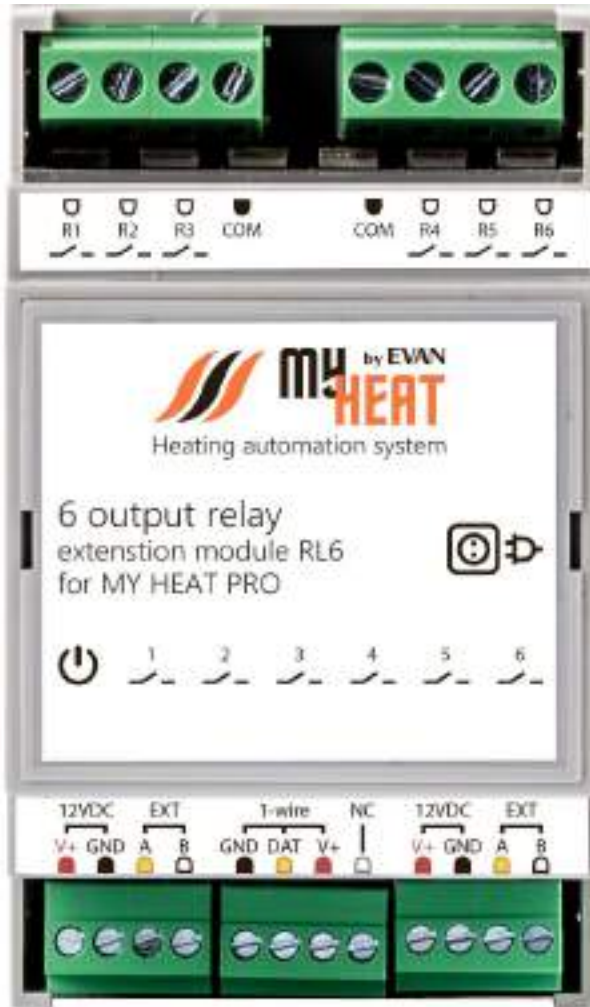 R1 R2 R3 COM COM R4 R5 R6
MY HEAT by EVAN
Heating automation system
6 output relay
extenstion module RL6
for MY HEAT PRO
1 2 3 4 5 6
12VDC EXT 1-wire NC 12VDC EXT
V+ GND A B GND DAT V+ V+ GND A B